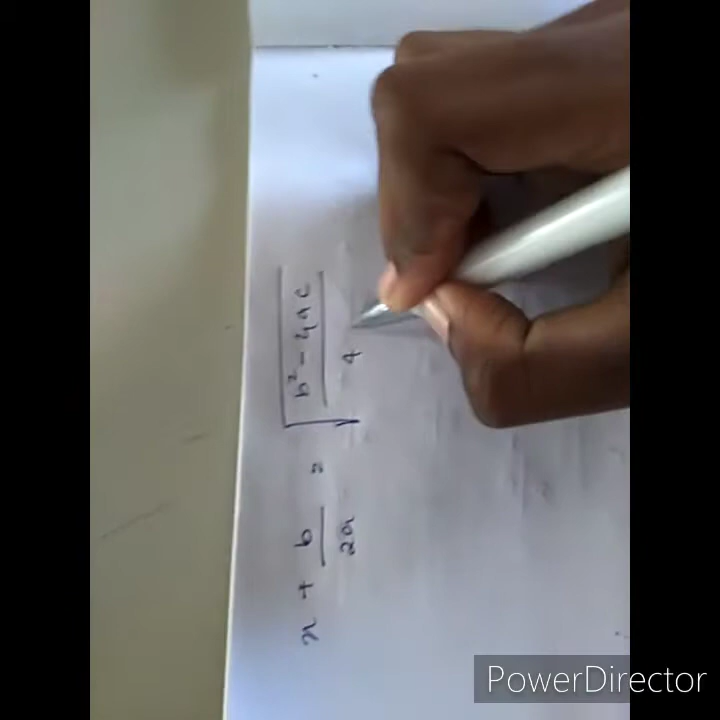 x + b/2a = √(b² - 4ac)/4
PowerDirector